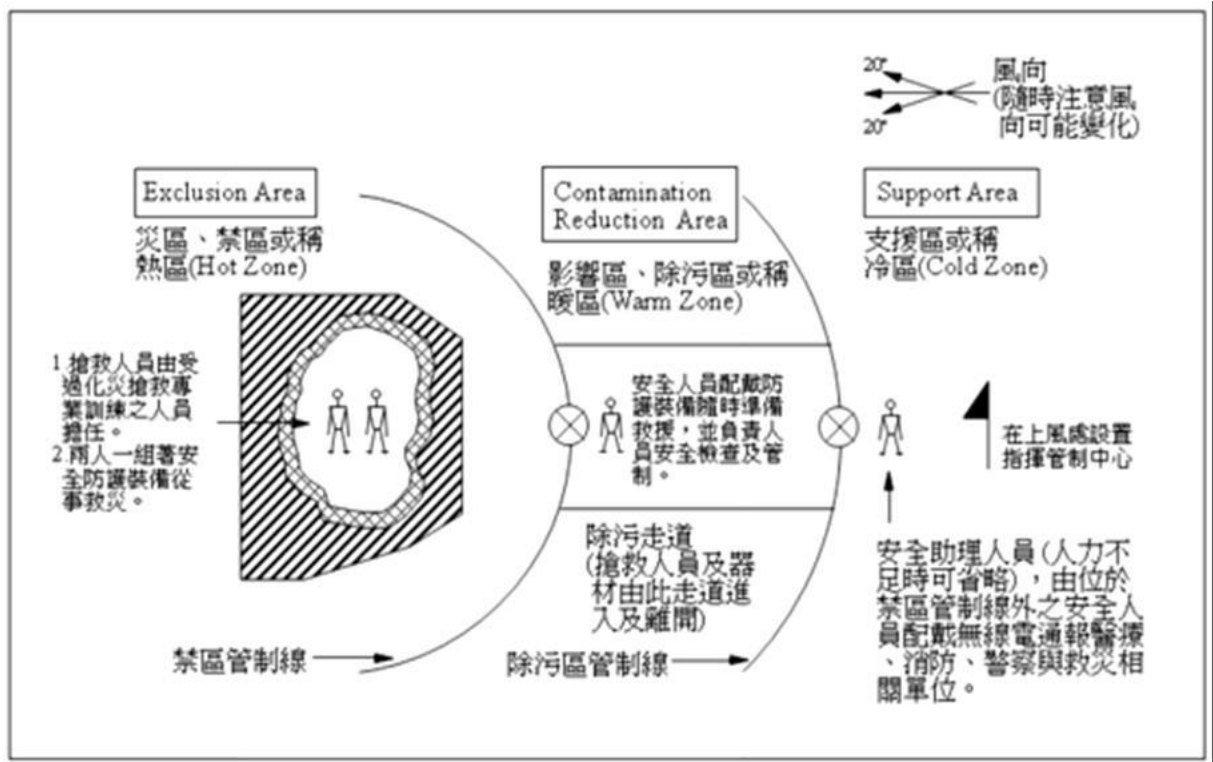 20°
20°
風向
(隨時注意風
向可能變化)
Exclusion Area
災區、禁區或稱
熱區(Hot Zone)
Contamination
Reduction Area
影響區、除污區或稱
暖區(Warm Zone)
Support Area
支援區或稱
冷區(Cold Zone)
1 搶救人員由受
過化災搶救專
業訓練之人員
擔任。
2 兩人一組著安
全防護裝備從
事救災。
安全人員配戴防
護裝備隨時準備
救援，並負責人
員安全檢查及管
制。
在上風處設置
指揮管制中心
除污走道
(搶救人員及器
材由此走道進
入及離開)
安全助理人員(人力不
足時可省略)，由位於
禁區管制線外之安全人
員配戴無線電通報醫療
、消防、警察與救災相
關單位。
禁區管制線
除污區管制線